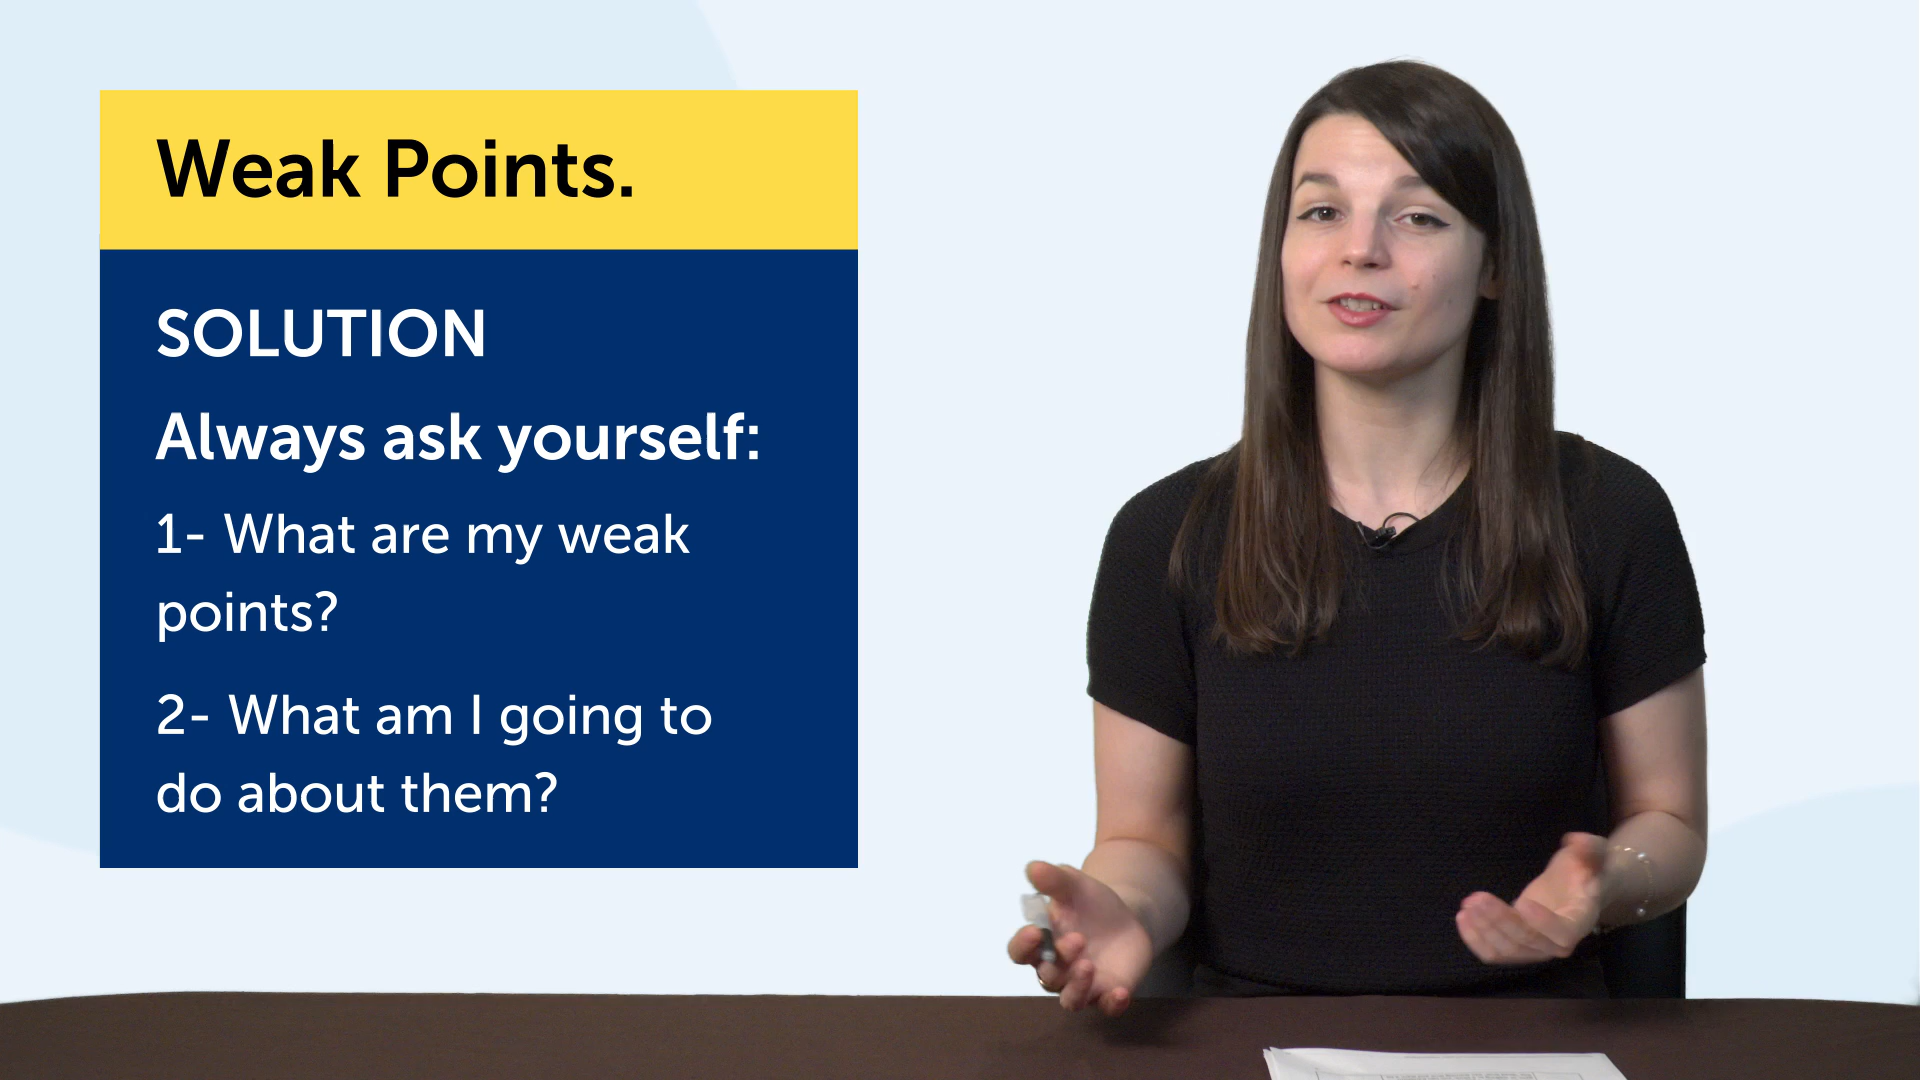 Weak Points.
SOLUTION
Always ask yourself:
1- What are my weak
points?
2- What am I going to
do about them?